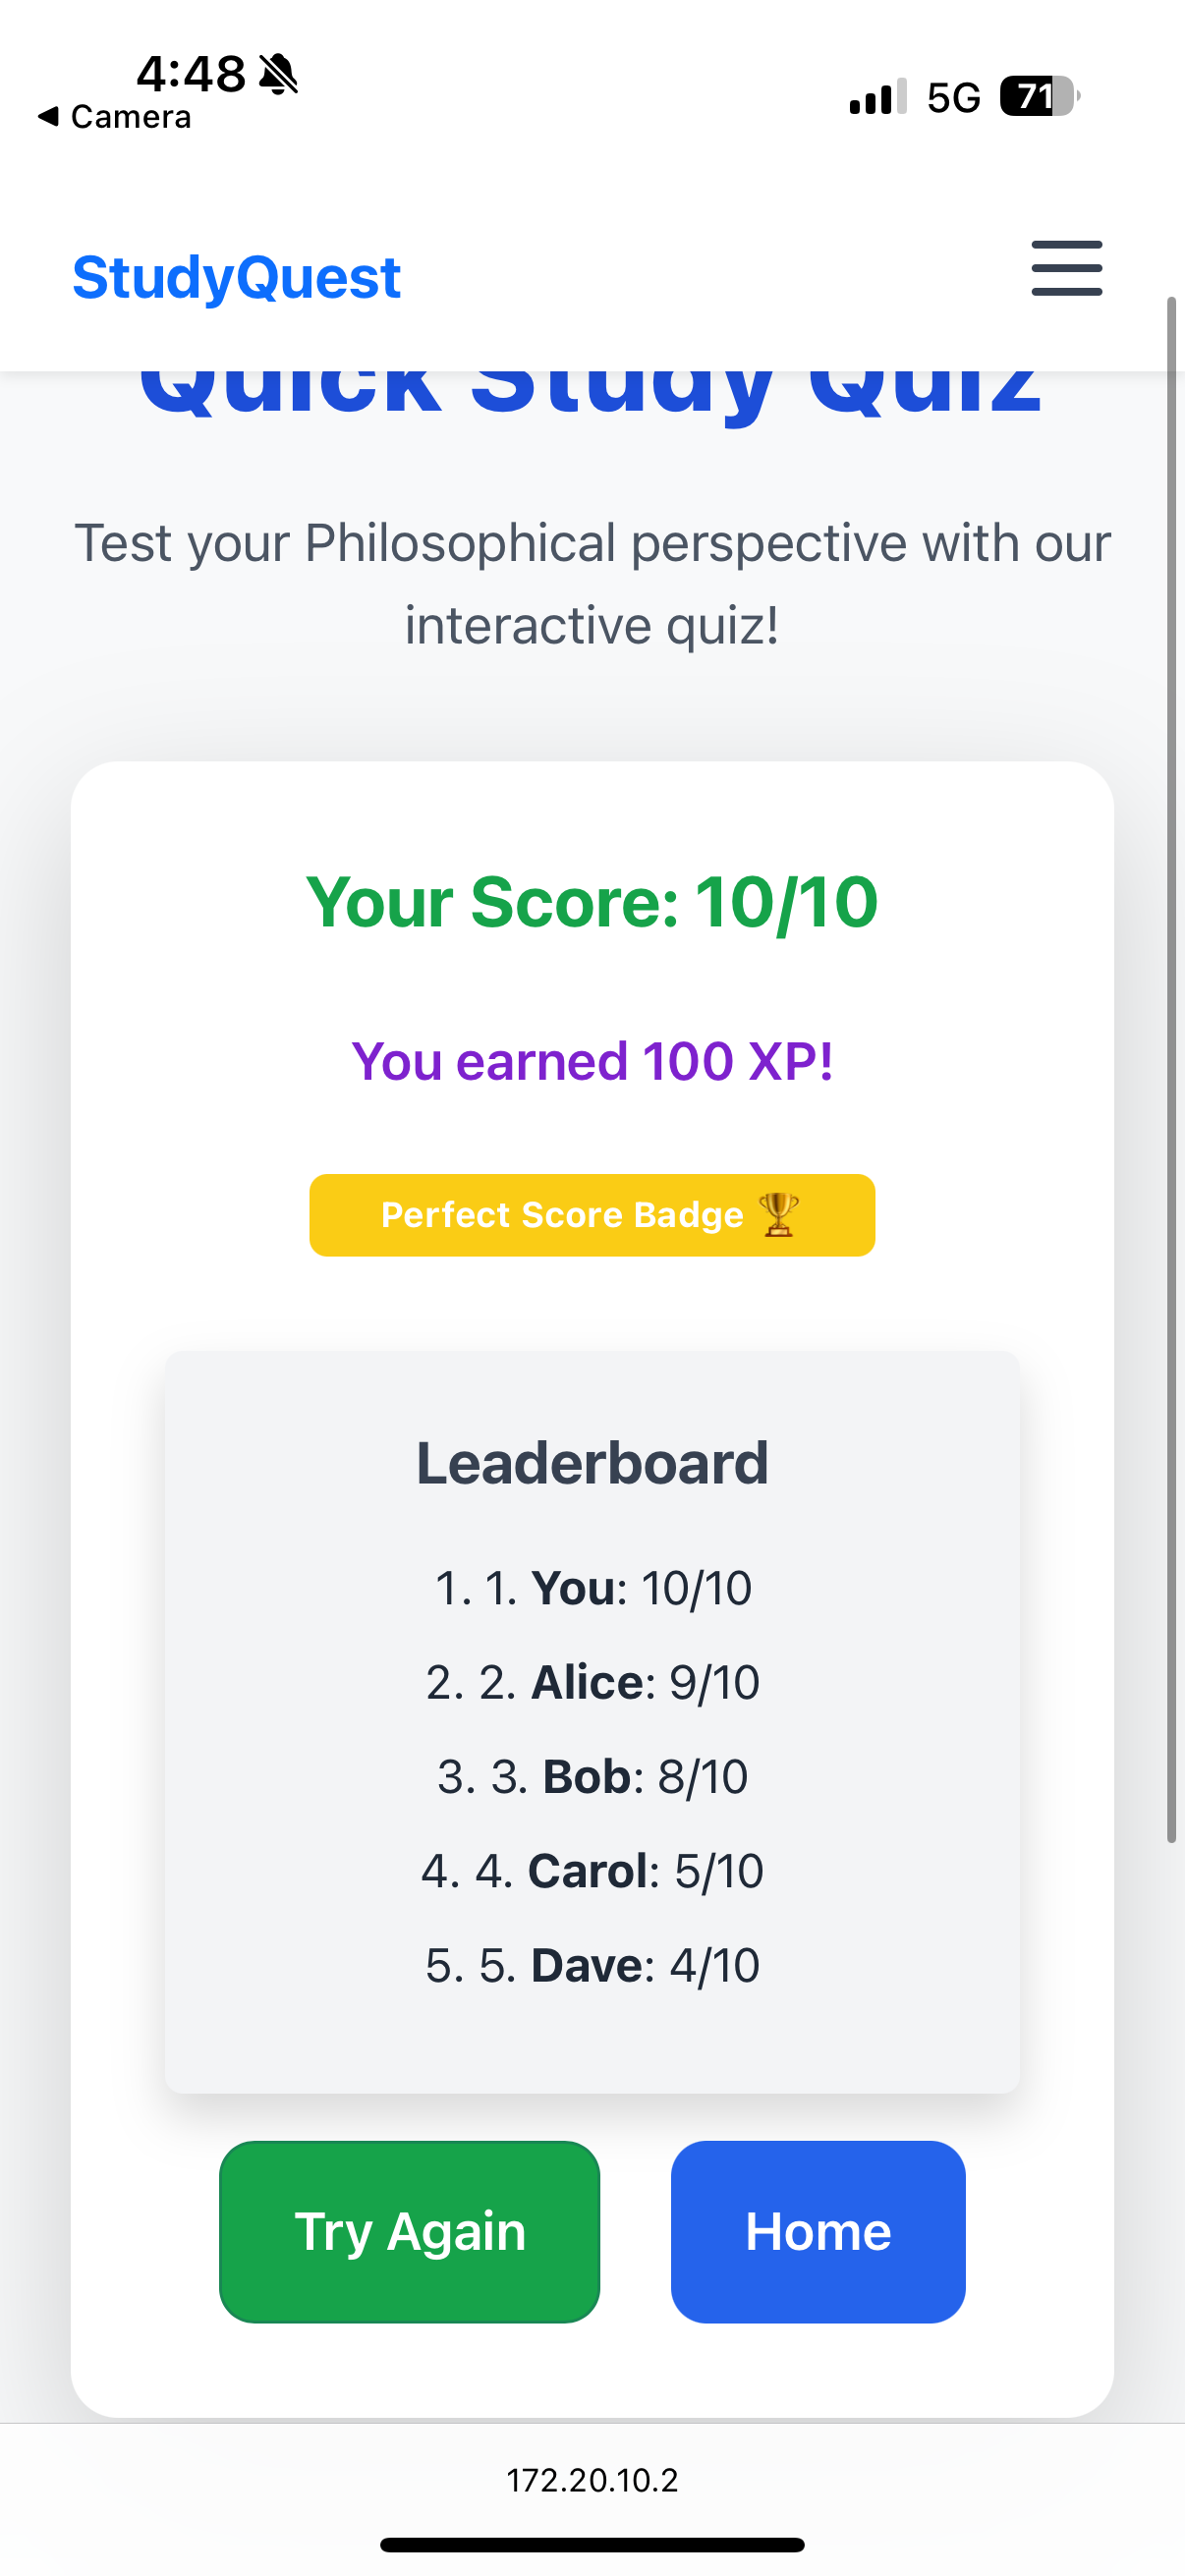 4:48
◀ Camera
5G
71
StudyQuest
Quick Study Quiz
Test your Philosophical perspective with our
interactive quiz!
Your Score: 10/10
You earned 100 XP!
Perfect Score Badge 🏆
Leaderboard
1. 1. You: 10/10
2. 2. Alice: 9/10
3. 3. Bob: 8/10
4. 4. Carol: 5/10
5. 5. Dave: 4/10
Try Again
Home
172.20.10.2